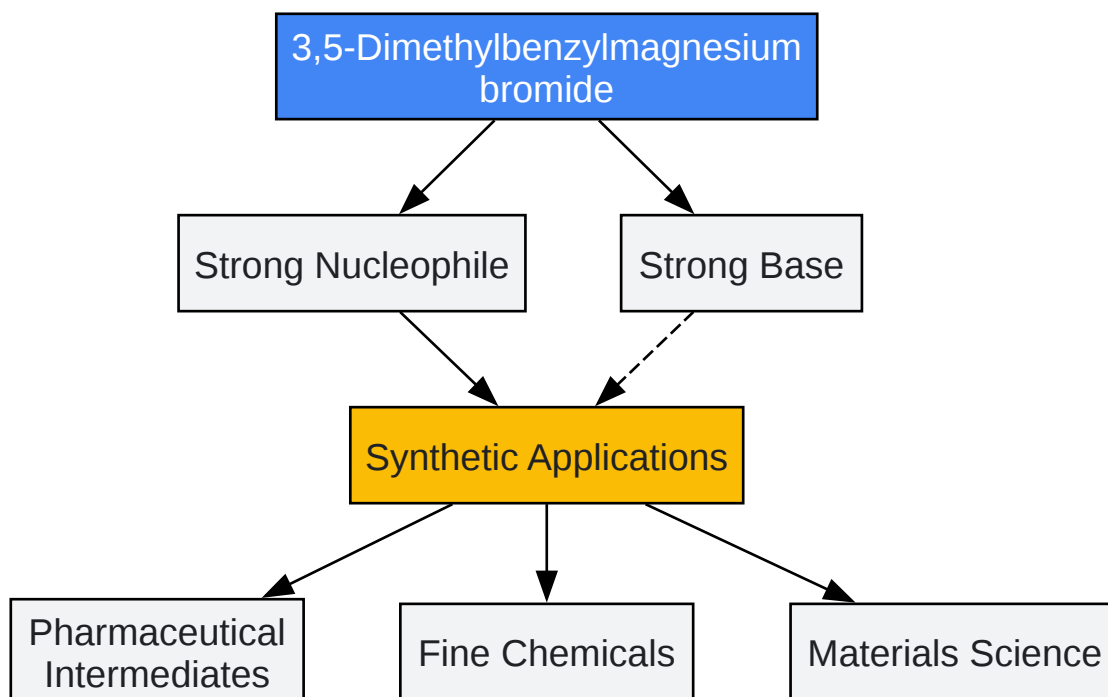 3,5-Dimethylbenzylmagnesium
bromide
Strong Nucleophile
Strong Base
Synthetic Applications
Pharmaceutical
Intermediates
Fine Chemicals
Materials Science